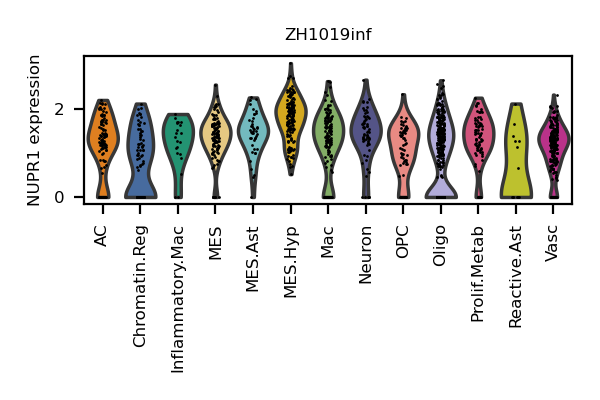 ZH1019inf
NUPR1 expression
2
0
AC
Chromatin.Reg
Inflammatory.Mac
MES
MES.Ast
MES.Hyp
Mac
Neuron
OPC
Oligo
Prolif.Metab
Reactive.Ast
Vasc